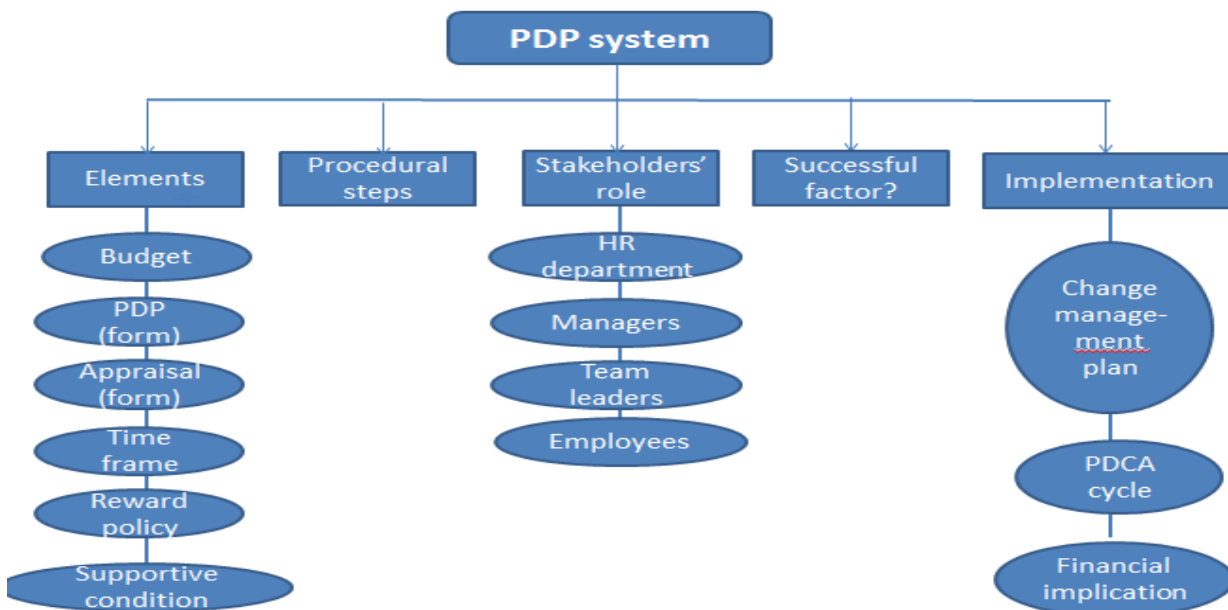 PDP system
Elements
Procedural
steps
Stakeholders'
role
Successful
factor?
Implementation
Budget
PDP
(form)
Appraisal
(form)
Time
frame
Reward
policy
Supportive
condition
HR
department
Managers
Team
leaders
Employees
Change
manage-
ment
plan
PDCA
cycle
Financial
implication